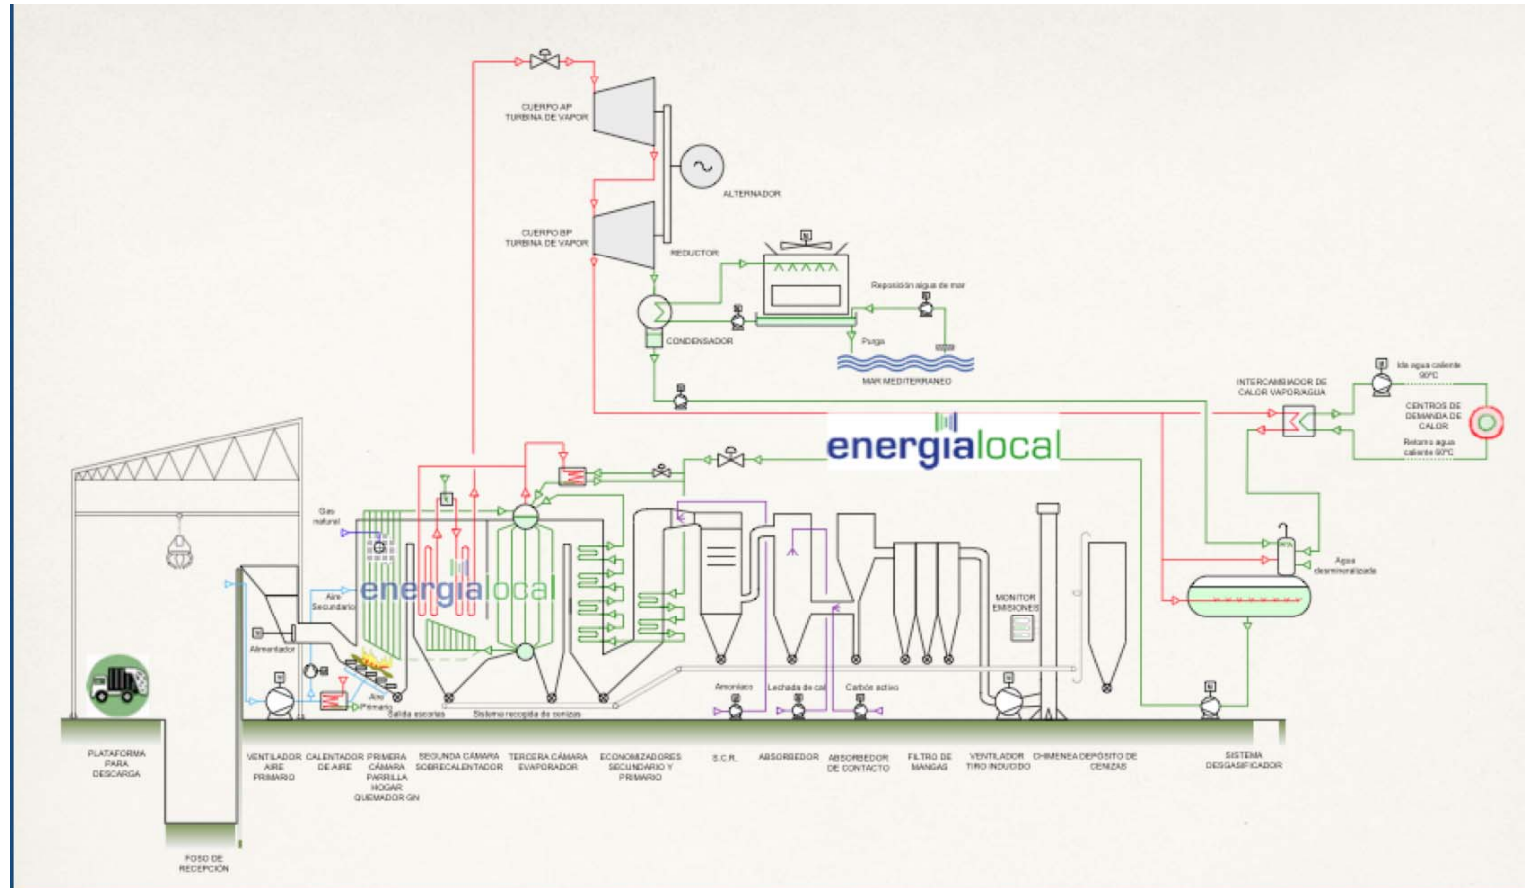 CUERPO AP
TURBINA DE VAPOR
ALTERNADOR
CUERPO BP
TURBINA DE VAPOR
REDUCTOR
Reposición aigua de mar
CONDENSADOR
Purga
MAR MEDITERRANEO
Ida agua caliente
90ºC
INTERCAMBIADOR DE
CALOR VAPOR/AGUA
CENTROS DE
DEMANDA DE
CALOR
Retorno agua
caliente 60ºC
energíalocal
Gas
natural
energíalocal
Aire
Secundario
Agua
desmineralizada
MONITOR
EMISIONES
Alimentador
Aire
Primario
Salida escorias
Sistema recogida de cenizas
Amoníaco
Lechada de cal
Carbón activo
PLATAFORMA
PARA
DESCARGA
VENTILADOR
AIRE
PRIMARIO
CALENTADOR
DE AIRE
PRIMERA
CÁMARA
PARRILLA
HOGAR
QUEMADOR GN
SEGUNDA CÁMARA
SOBRECALENTADOR
TERCERA CÁMARA
EVAPORADOR
ECONOMIZADORES
SECUNDARIO Y
PRIMARIO
S.C.R.
ABSORBEDOR
ABSORBEDOR
DE CONTACTO
FILTRO DE
MANGAS
VENTILADOR
TIRO INDUCIDO
CHIMENEA
DEPÓSITO DE
CENIZAS
SISTEMA
DESGASIFICADOR
FOSO DE
RECEPCIÓN